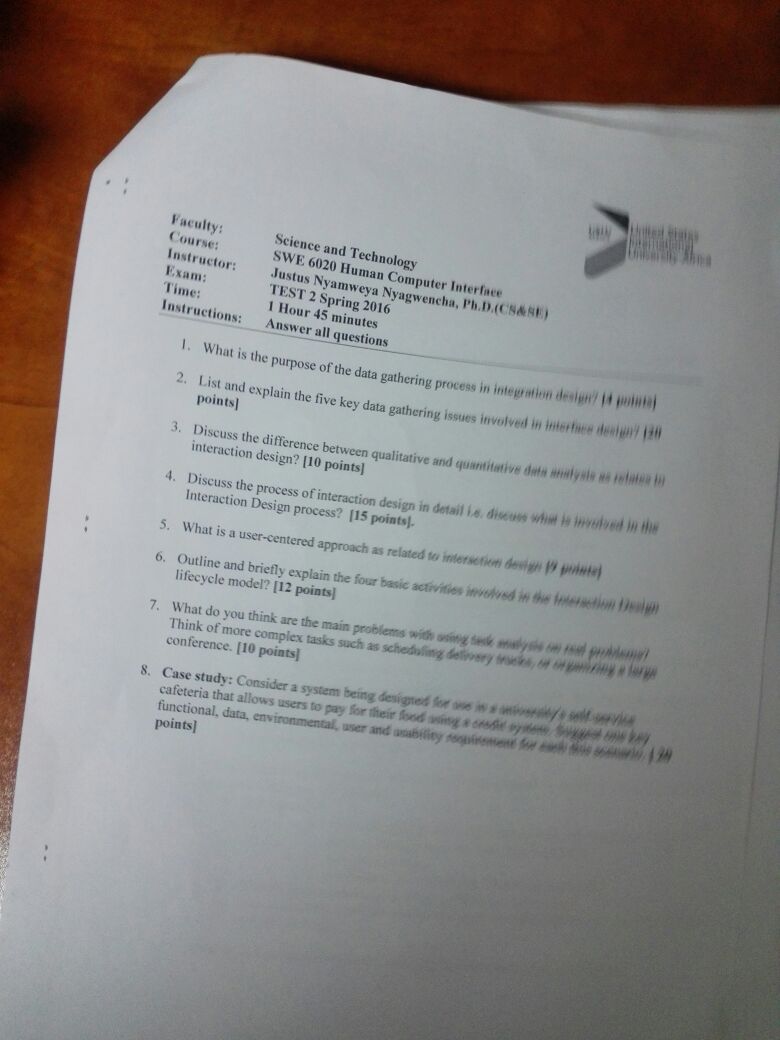 United States
International
University-Africa
Faculty: Science and Technology
Course: SWE 6020 Human Computer Interface
Instructor: Justus Nyamweya Nyagwencha, Ph.D.(CS&SE)
Exam: TEST 2 Spring 2016
Time: 1 Hour 45 minutes
Instructions: Answer all questions
1. What is the purpose of the data gathering process in integration design? [4 points]
2. List and explain the five key data gathering issues involved in interface design? [20
points]
3. Discuss the difference between qualitative and quantitative data analysis as relates to
interaction design? [10 points]
4. Discuss the process of interaction design in detail i.e. discuss what is involved in the
Interaction Design process? [15 points].
5. What is a user-centered approach as related to interaction design [9 points]
6. Outline and briefly explain the four basic activities involved in the Interaction Design
lifecycle model? [12 points]
7. What do you think are the main problems with using task analysis on real problems?
Think of more complex tasks such as scheduling delivery trucks, or organizing a large
conference. [10 points]
8. Case study: Consider a system being designed for use in a university's self-service
cafeteria that allows users to pay for their food using a credit system. Suggest one key
functional, data, environmental, user and usability requirement for each this scenario. [20
points]